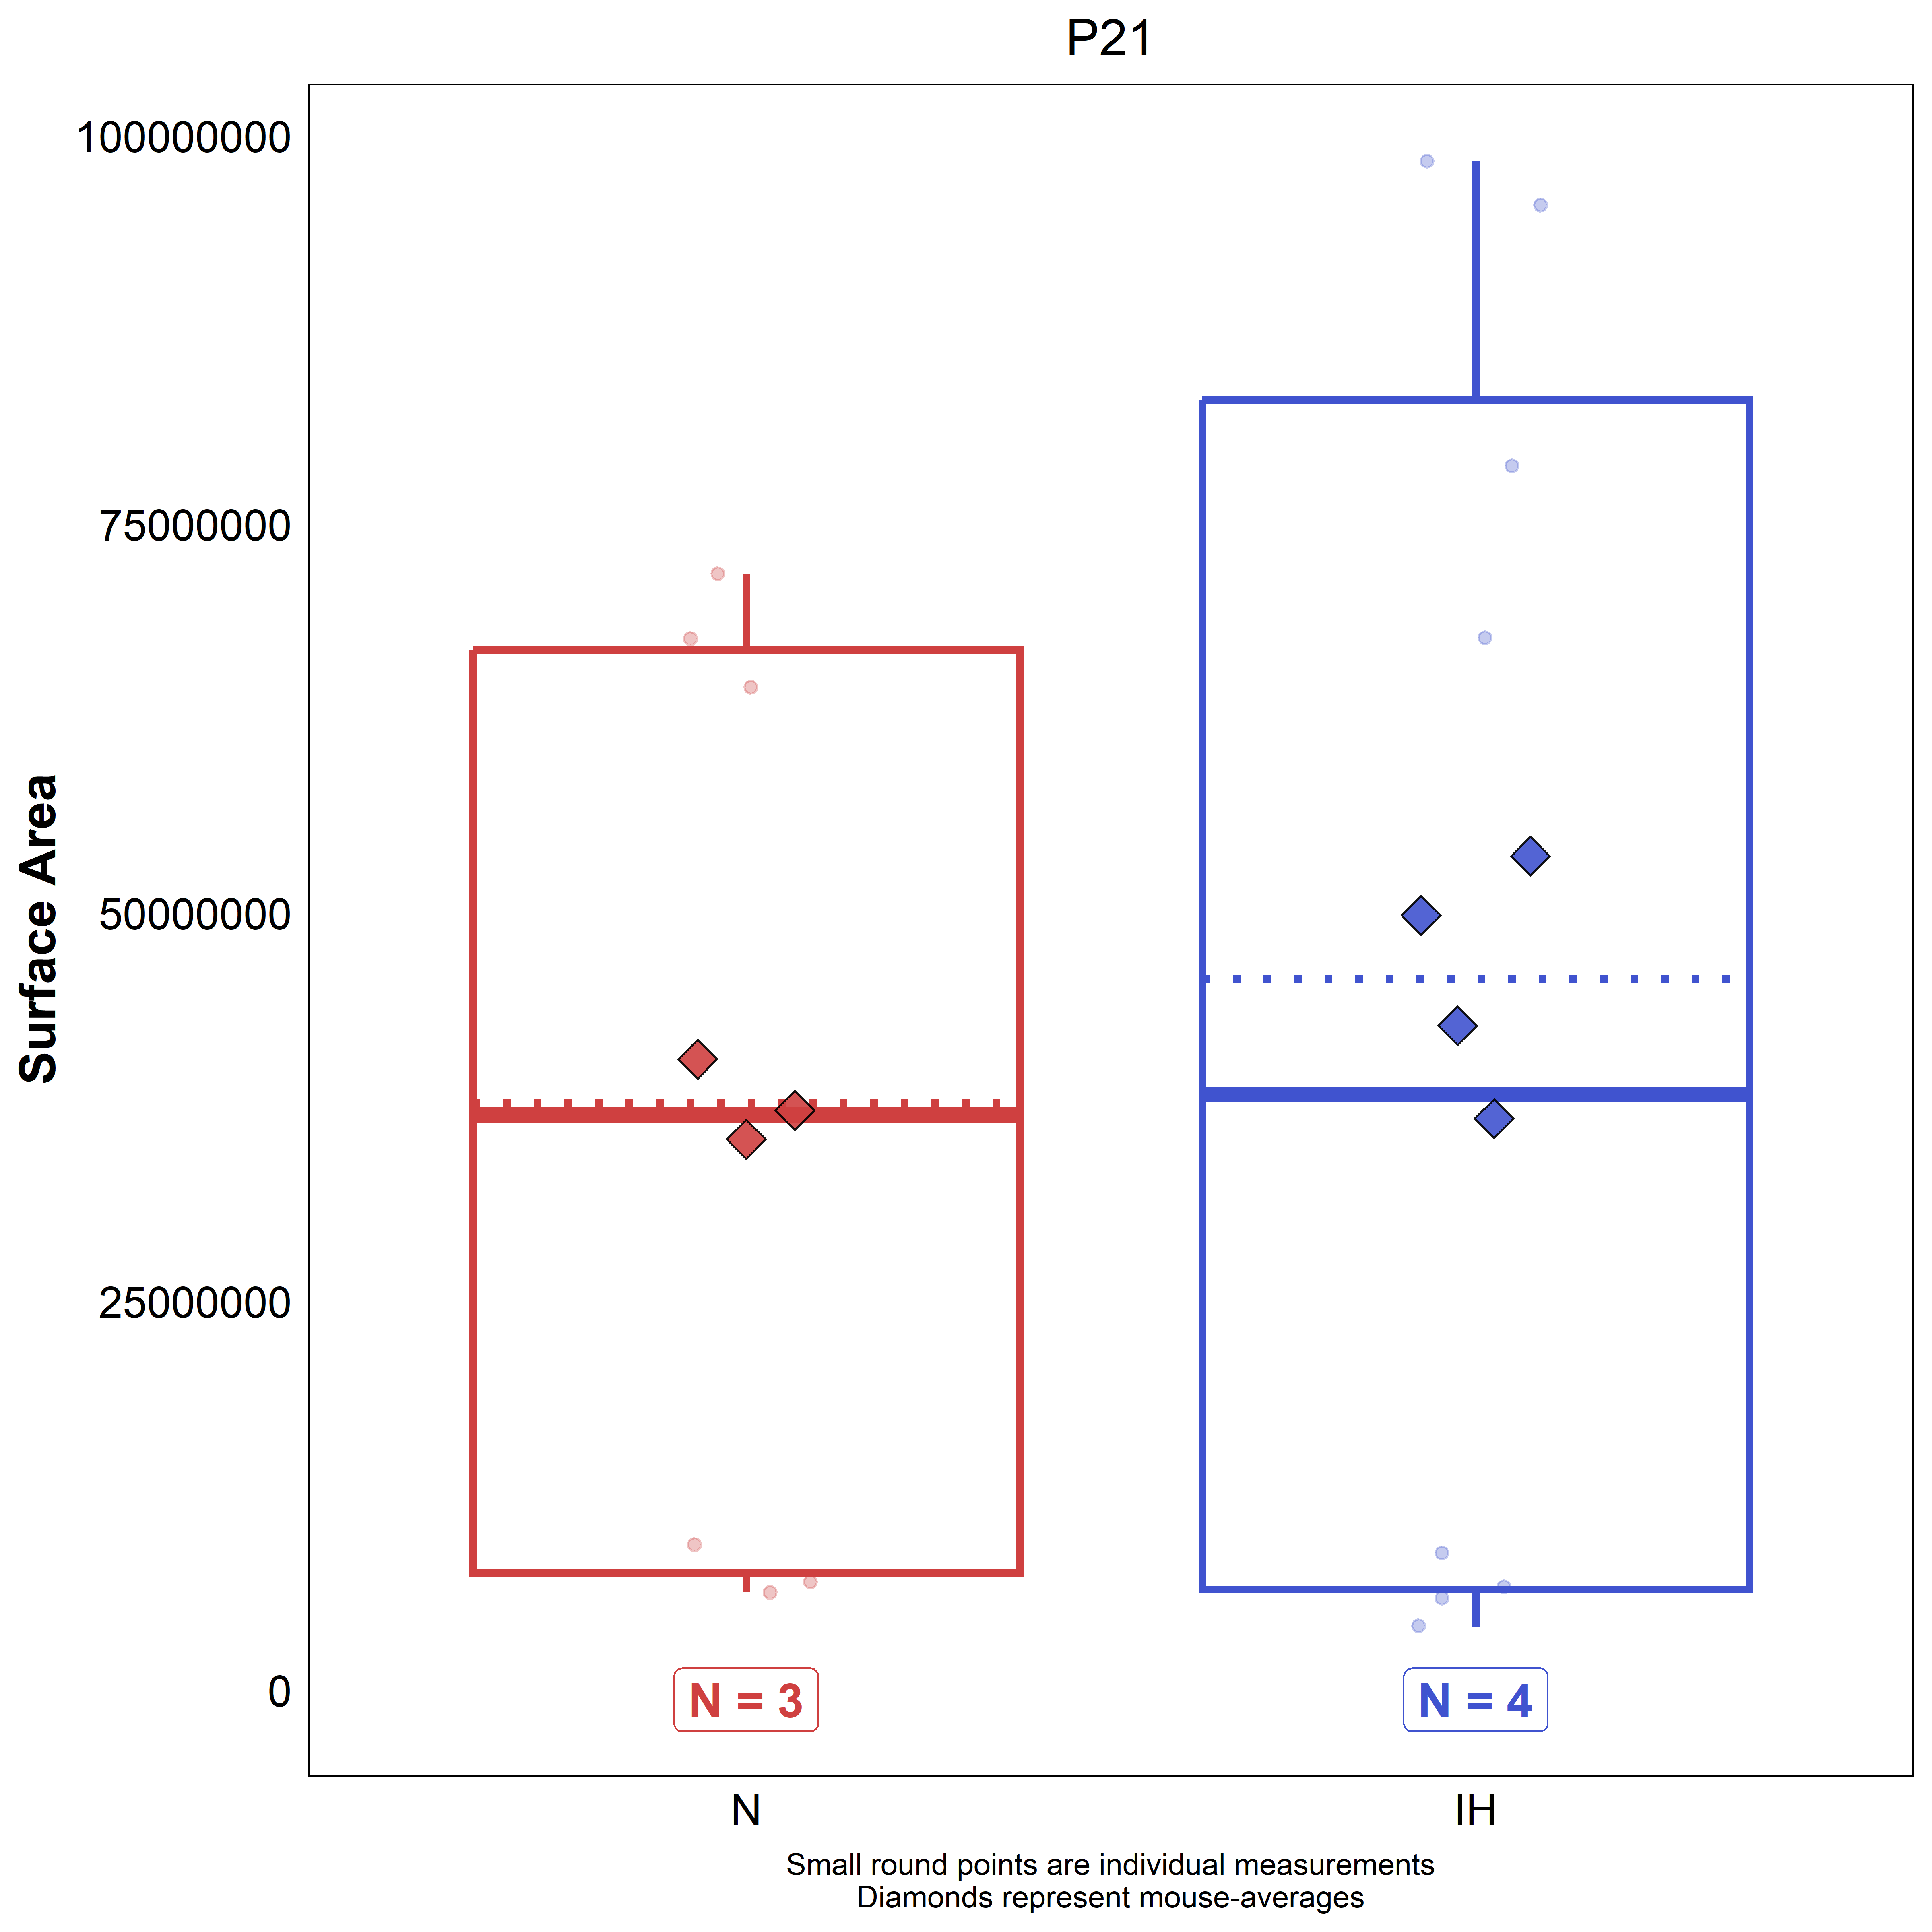 P21
100000000
75000000
50000000
25000000
0
Surface Area
N = 3
N = 4
N
IH
Small round points are individual measurements
Diamonds represent mouse-averages